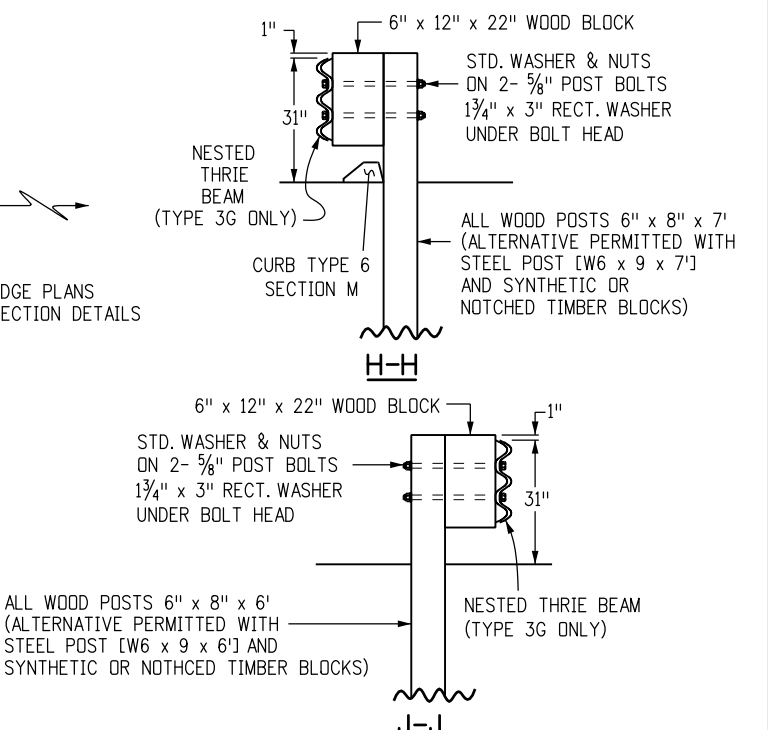 1"
6" x 12" x 22" WOOD BLOCK
STD. WASHER & NUTS
ON 2- 5/8" POST BOLTS
1 3/4" x 3" RECT. WASHER
UNDER BOLT HEAD
31"
NESTED
THRIE
BEAM
(TYPE 3G ONLY)
CURB TYPE 6
SECTION M
ALL WOOD POSTS 6" x 8" x 7'
(ALTERNATIVE PERMITTED WITH
STEEL POST [W6 x 9 x 7']
AND SYNTHETIC OR
NOTCHED TIMBER BLOCKS)
DGE PLANS
ECTION DETAILS
H-H
6" x 12" x 22" WOOD BLOCK
1"
STD. WASHER & NUTS
ON 2- 5/8" POST BOLTS
1 3/4" x 3" RECT. WASHER
UNDER BOLT HEAD
31"
ALL WOOD POSTS 6" x 8" x 6'
(ALTERNATIVE PERMITTED WITH
STEEL POST [W6 x 9 x 6'] AND
SYNTHETIC OR NOTHCED TIMBER BLOCKS)
NESTED THRIE BEAM
(TYPE 3G ONLY)
J-J